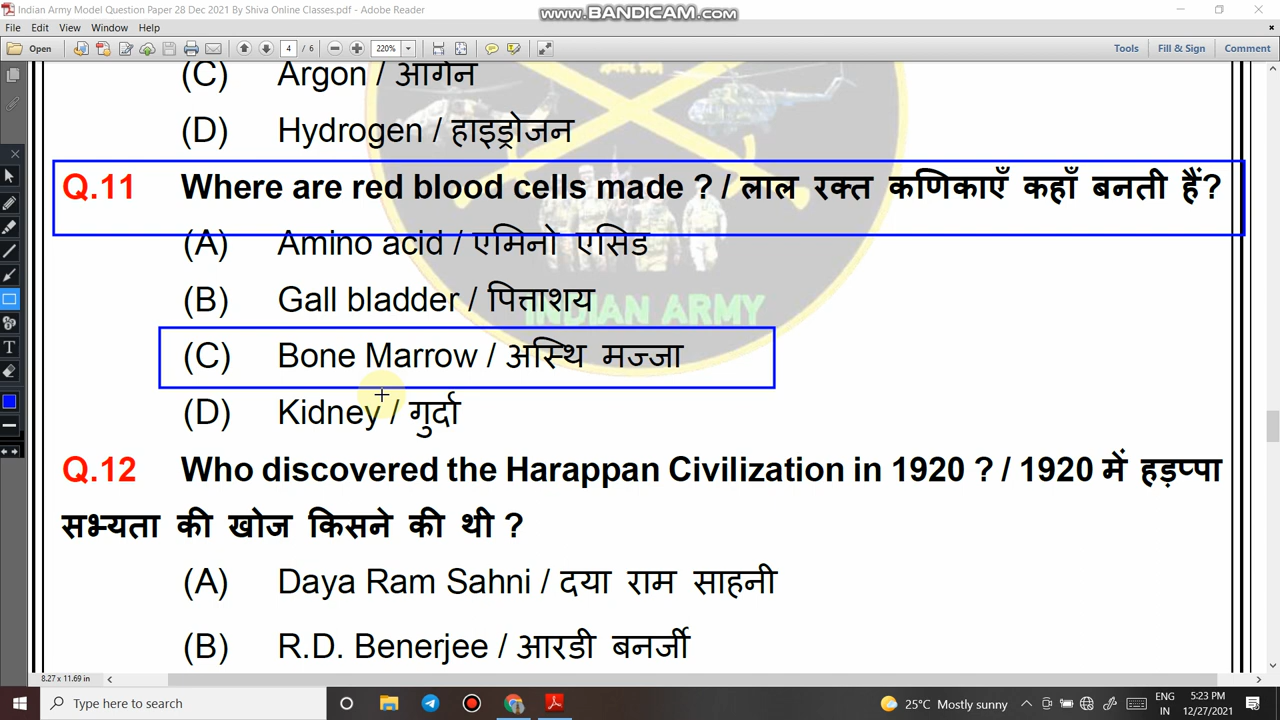 Indian Army Model Question Paper 28 Dec 2021 By Shiva Online Classes.pdf - Adobe Reader
www.BANDICAM.com
File Edit View Window Help
Open 4 / 6 220% Tools Fill & Sign Comment
(C) Argon / आर्गन
(D) Hydrogen / हाइड्रोजन
Q.11 Where are red blood cells made ? / लाल रक्त कणिकाएँ कहाँ बनती हैं?
(A) Amino acid / एमिनो एसिड
(B) Gall bladder / पित्ताशय
INDIAN ARMY
(C) Bone Marrow / अस्थि मज्जा
(D) Kidney / गुर्दा
Q.12 Who discovered the Harappan Civilization in 1920 ? / 1920 में हड़प्पा
सभ्यता की खोज किसने की थी ?
(A) Daya Ram Sahni / दया राम साहनी
(B) R.D. Benerjee / आरडी बनर्जी
8.27 x 11.69 in
Type here to search
25°C Mostly sunny
ENG IN
5:23 PM
12/27/2021